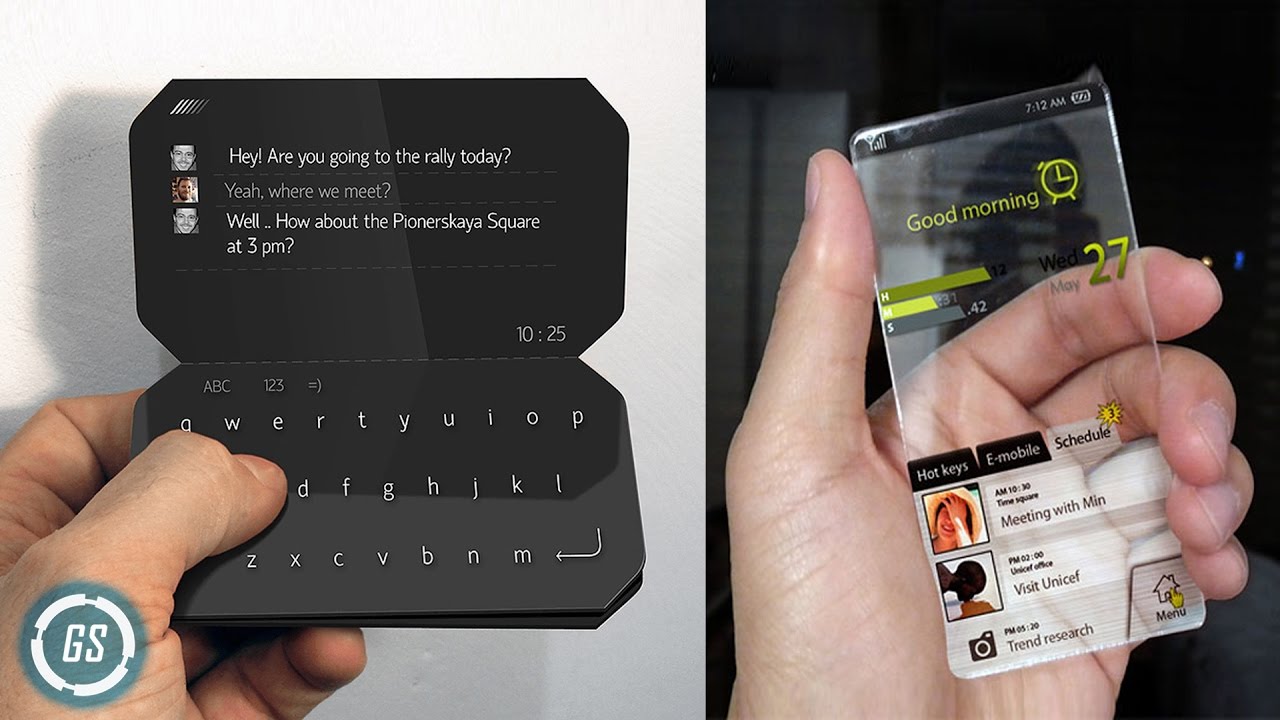 Hey! Are you going to the rally today?
Yeah, where we meet?
Well .. How about the Pionerskaya Square
at 3 pm?
10 : 25
ABC 123 =)
q w e r t y u i o p
d f g h j k l
z x c v b n m
GS
7:12 AM
Good morning
Wed 27
May
H 12
M :31
S .42
Hot keys E-mobile Schedule 3
AM 10 : 30
Time square
Meeting with Min
PM 02 : 00
Unicef office
Visit Unicef
PM 05 : 20
Trend research
Menu